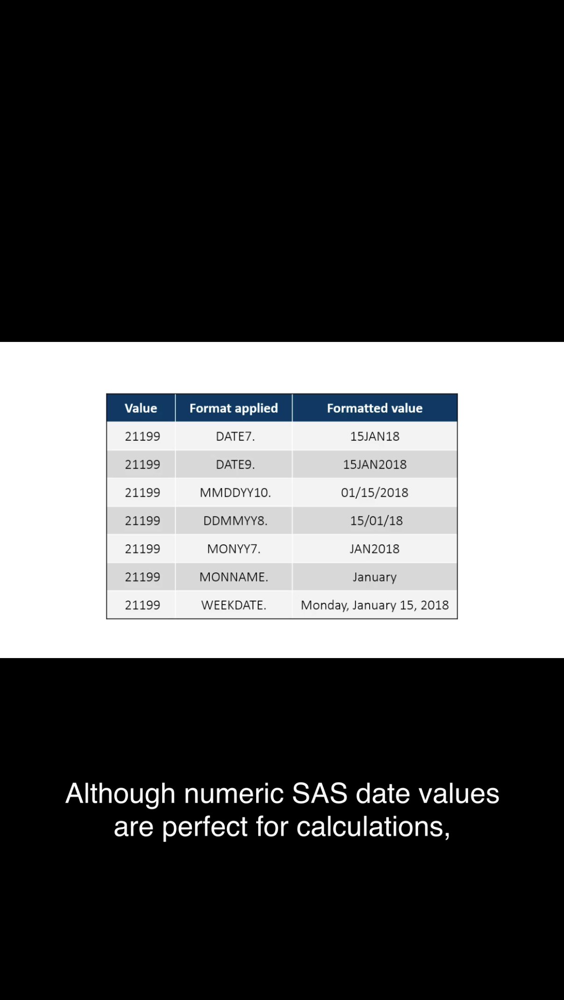 Value Format applied Formatted value
21199 DATE7. 15JAN18
21199 DATE9. 15JAN2018
21199 MMDDYY10. 01/15/2018
21199 DDMMYY8. 15/01/18
21199 MONYY7. JAN2018
21199 MONNAME. January
21199 WEEKDATE. Monday, January 15, 2018
Although numeric SAS date values
are perfect for calculations,